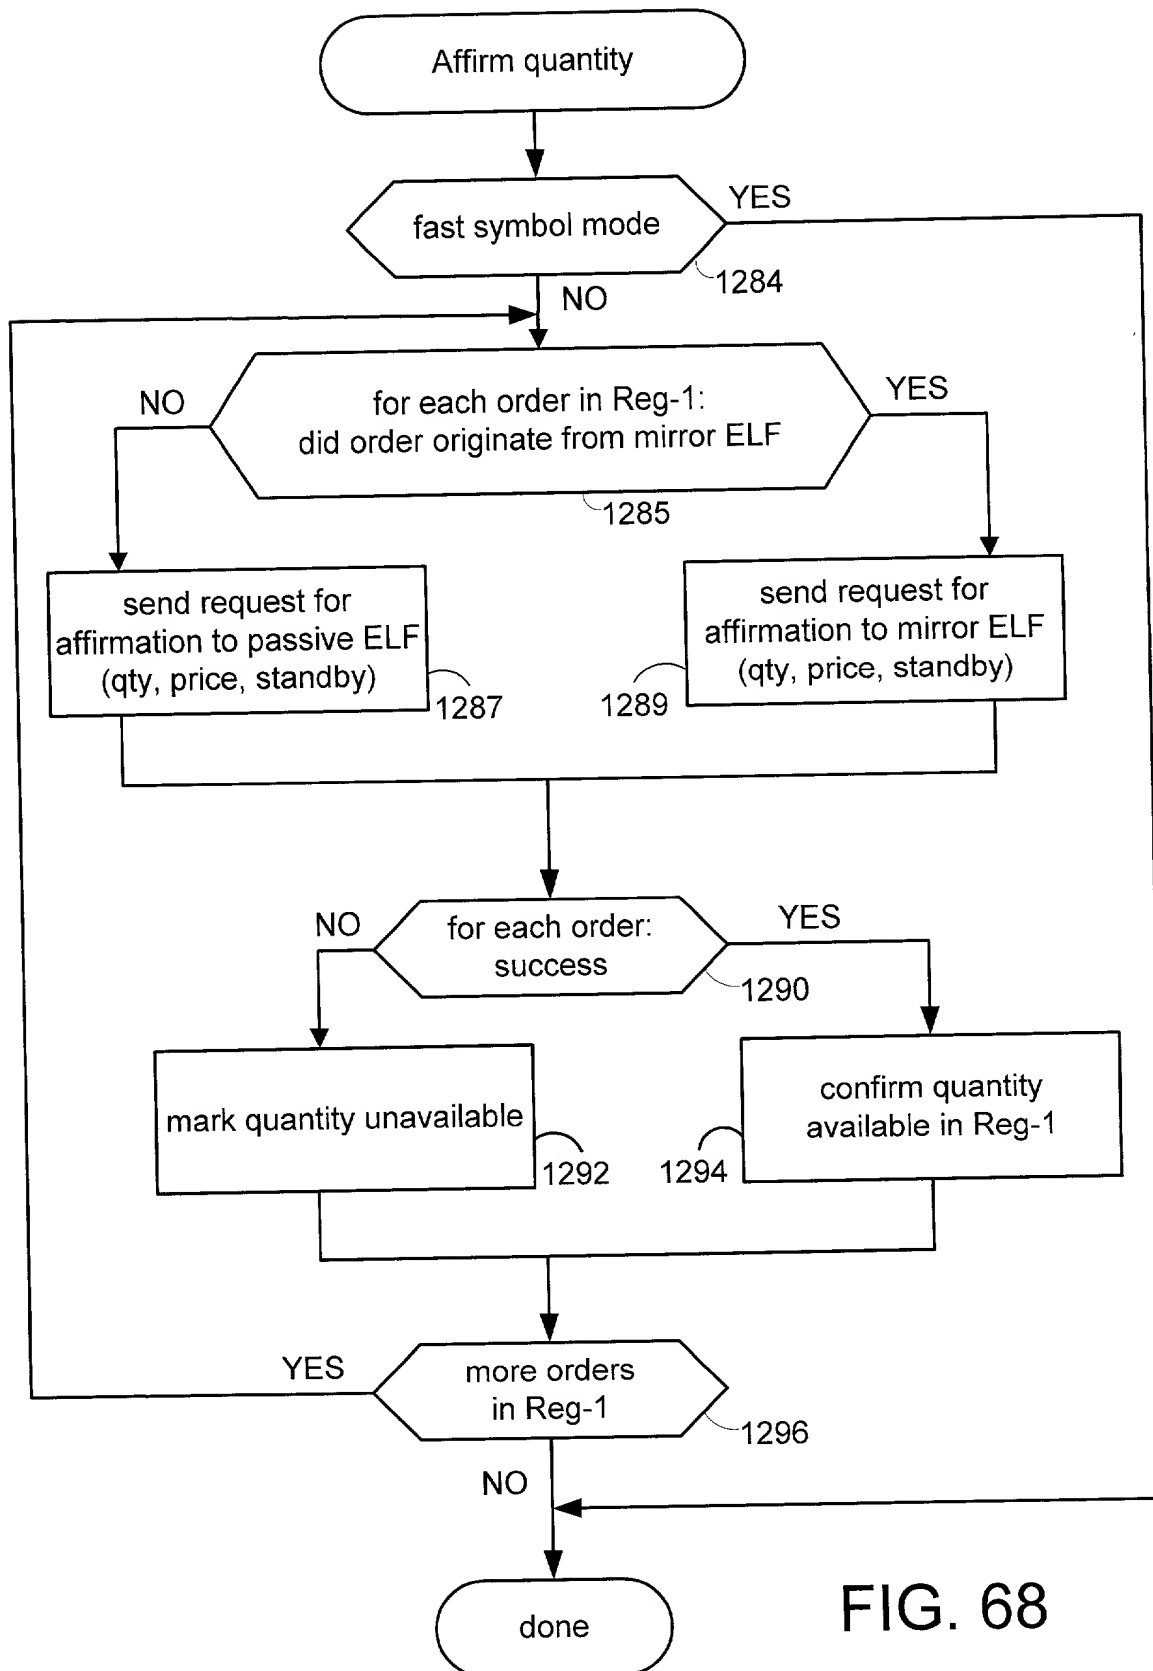 Affirm quantity
fast symbol mode
YES
1284
NO
for each order in Reg-1:
did order originate from mirror ELF
NO
YES
1285
send request for
affirmation to passive ELF
(qty, price, standby)
1287
send request for
affirmation to mirror ELF
(qty, price, standby)
1289
for each order:
success
NO
YES
1290
mark quantity unavailable
1292
confirm quantity
available in Reg-1
1294
more orders
in Reg-1
YES
1296
NO
done
FIG. 68